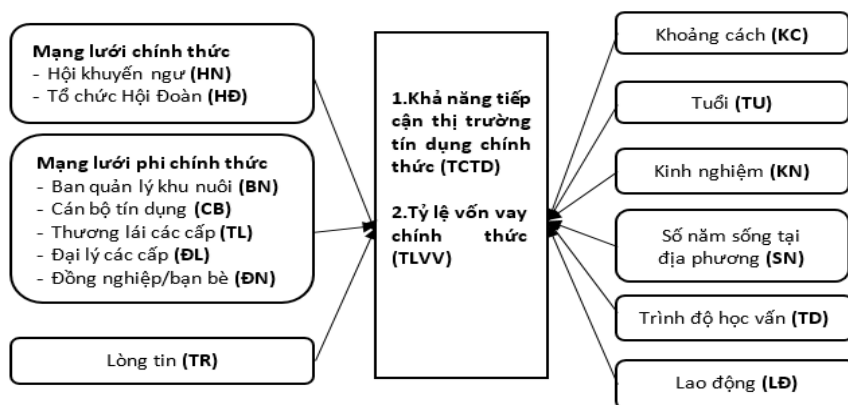 Mạng lưới chính thức
- Hội khuyến ngư (HN)
- Tổ chức Hội Đoàn (HĐ)
Mạng lưới phi chính thức
- Ban quản lý khu nuôi (BN)
- Cán bộ tín dụng (CB)
- Thương lái các cấp (TL)
- Đại lý các cấp (ĐL)
- Đồng nghiệp/bạn bè (ĐN)
Lòng tin (TR)
1.Khả năng tiếp
cận thị trường
tín dụng chính
thức (TCTD)
2.Tỷ lệ vốn vay
chính thức
(TLVV)
Khoảng cách (KC)
Tuổi (TU)
Kinh nghiệm (KN)
Số năm sống tại
địa phương (SN)
Trình độ học vấn (TD)
Lao động (LĐ)